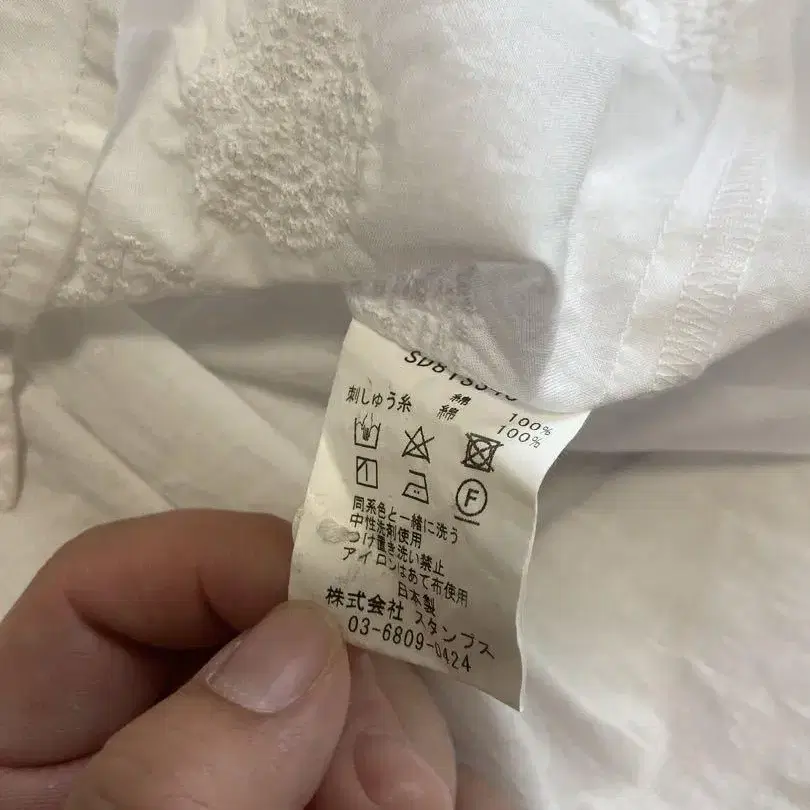 綿 100%
刺しゅう糸 綿 100%
F
同系色と一緒に洗う
中性洗剤使用
つけ置き洗い禁止
アイロンはあて布使用
日本製
株式会社 スタンプス
03-6809-0424